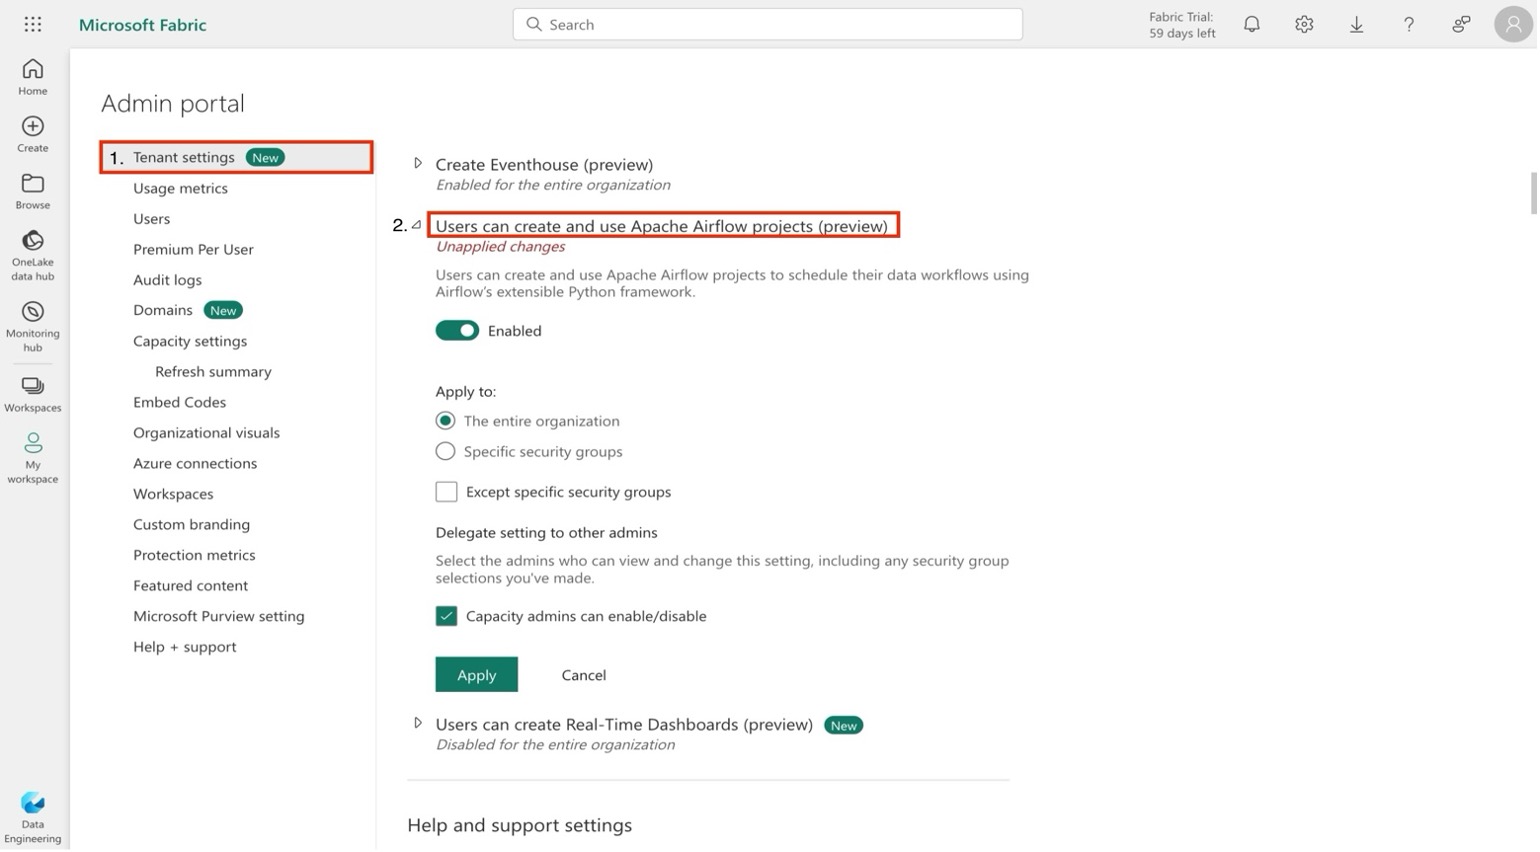 Microsoft Fabric
Search
Fabric Trial:
59 days left
Home
Create
Browse
OneLake
data hub
Monitoring
hub
Workspaces
My
workspace
Data
Engineering
Admin portal
1. Tenant settings New
Usage metrics
Users
Premium Per User
Audit logs
Domains New
Capacity settings
Refresh summary
Embed Codes
Organizational visuals
Azure connections
Workspaces
Custom branding
Protection metrics
Featured content
Microsoft Purview setting
Help + support
Create Eventhouse (preview)
Enabled for the entire organization
2. Users can create and use Apache Airflow projects (preview)
Unapplied changes
Users can create and use Apache Airflow projects to schedule their data workflows using
Airflow's extensible Python framework.
Enabled
Apply to:
The entire organization
Specific security groups
Except specific security groups
Delegate setting to other admins
Select the admins who can view and change this setting, including any security group
selections you've made.
Capacity admins can enable/disable
Apply Cancel
Users can create Real-Time Dashboards (preview) New
Disabled for the entire organization
Help and support settings